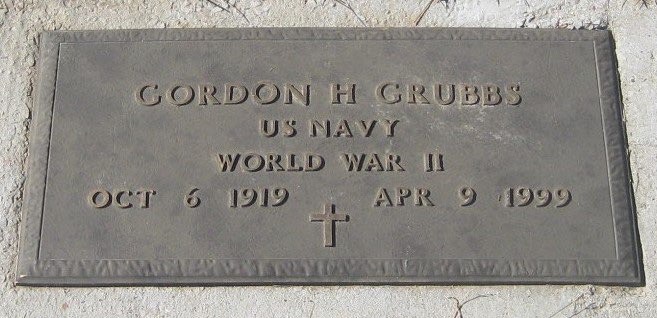 GORDON H GRUBBS
US NAVY
WORLD WAR II
OCT 6 1919 APR 9 1999